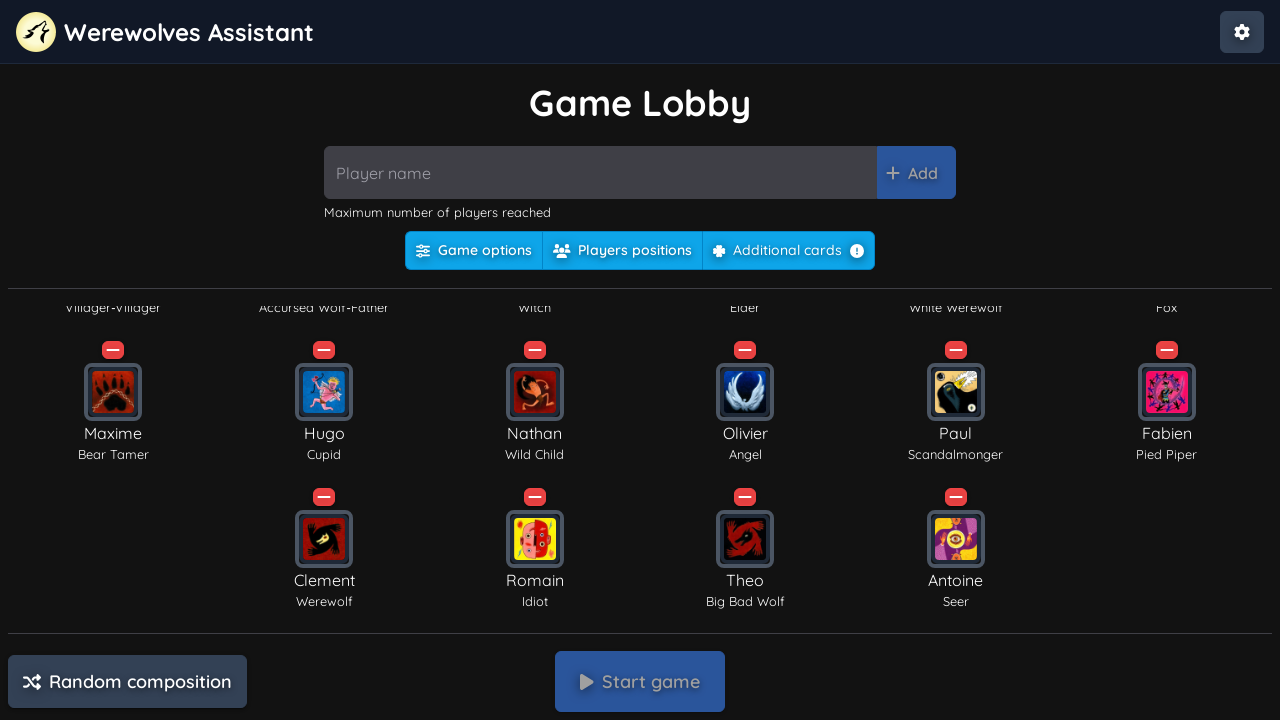 Werewolves Assistant
Game Lobby
Player name
Add
Maximum number of players reached
Game options
Players positions
Additional cards
Villager-Villager
Accursed Wolf-Father
Witch
Elder
White Werewolf
Fox
Maxime
Hugo
Nathan
Olivier
Paul
Fabien
Bear Tamer
Cupid
Wild Child
Angel
Scandalmonger
Pied Piper
Clement
Romain
Theo
Antoine
Werewolf
Idiot
Big Bad Wolf
Seer
Random composition
Start game